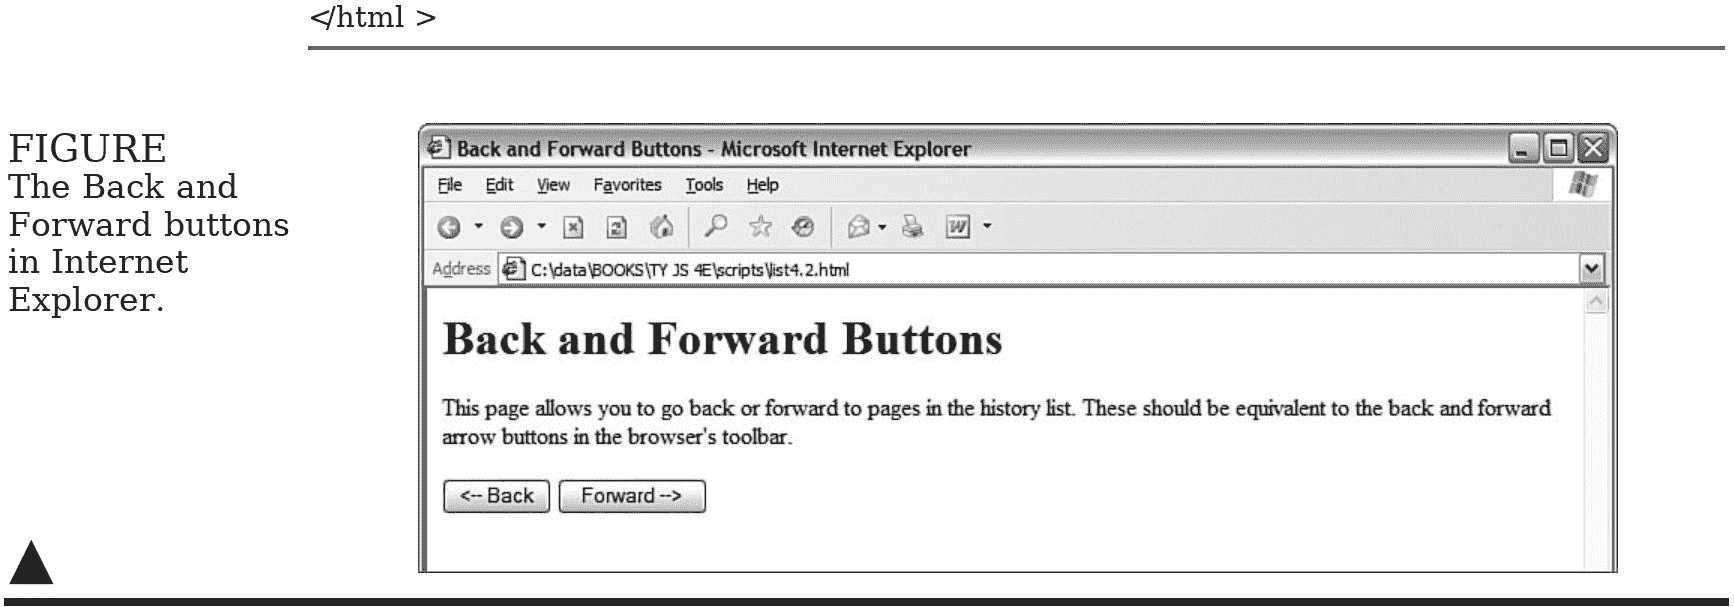 </html >
FIGURE
The Back and
Forward buttons
in Internet
Explorer.
Back and Forward Buttons - Microsoft Internet Explorer
File Edit View Favorites Tools Help
W
Address C:\data\BOOKS\TY JS 4E\scripts\list4.2.html
Back and Forward Buttons
This page allows you to go back or forward to pages in the history list. These should be equivalent to the back and forward
arrow buttons in the browser's toolbar.
<-- Back Forward -->